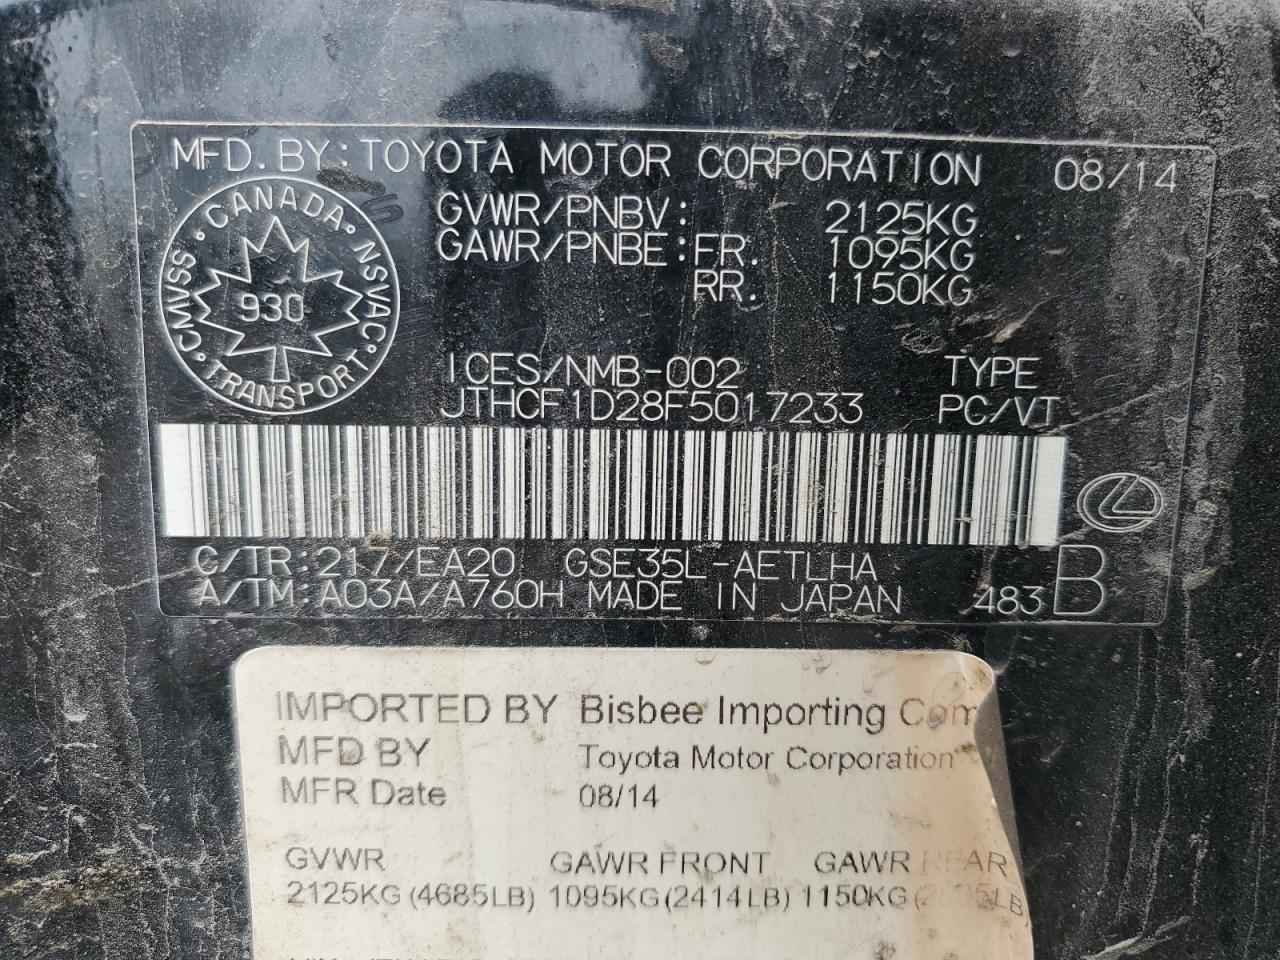 MFD. BY: TOYOTA MOTOR CORPORATION 08/14
CMVSS · CANADA · NSVAC · TRANSPORT
930
GVWR/PNBV: 2125KG
GAWR/PNBE: FR. 1095KG
RR. 1150KG
ICES/NMB-002 TYPE
JTHCF1D28F5017233 PC/VT
C/TR: 217/EA20 GSE35L-AETLHA
A/TM: A03A/A760H MADE IN JAPAN 483 B
IMPORTED BY Bisbee Importing Com
MFD BY Toyota Motor Corporation
MFR Date 08/14
GVWR GAWR FRONT GAWR REAR
2125KG (4685LB) 1095KG (2414LB) 1150KG